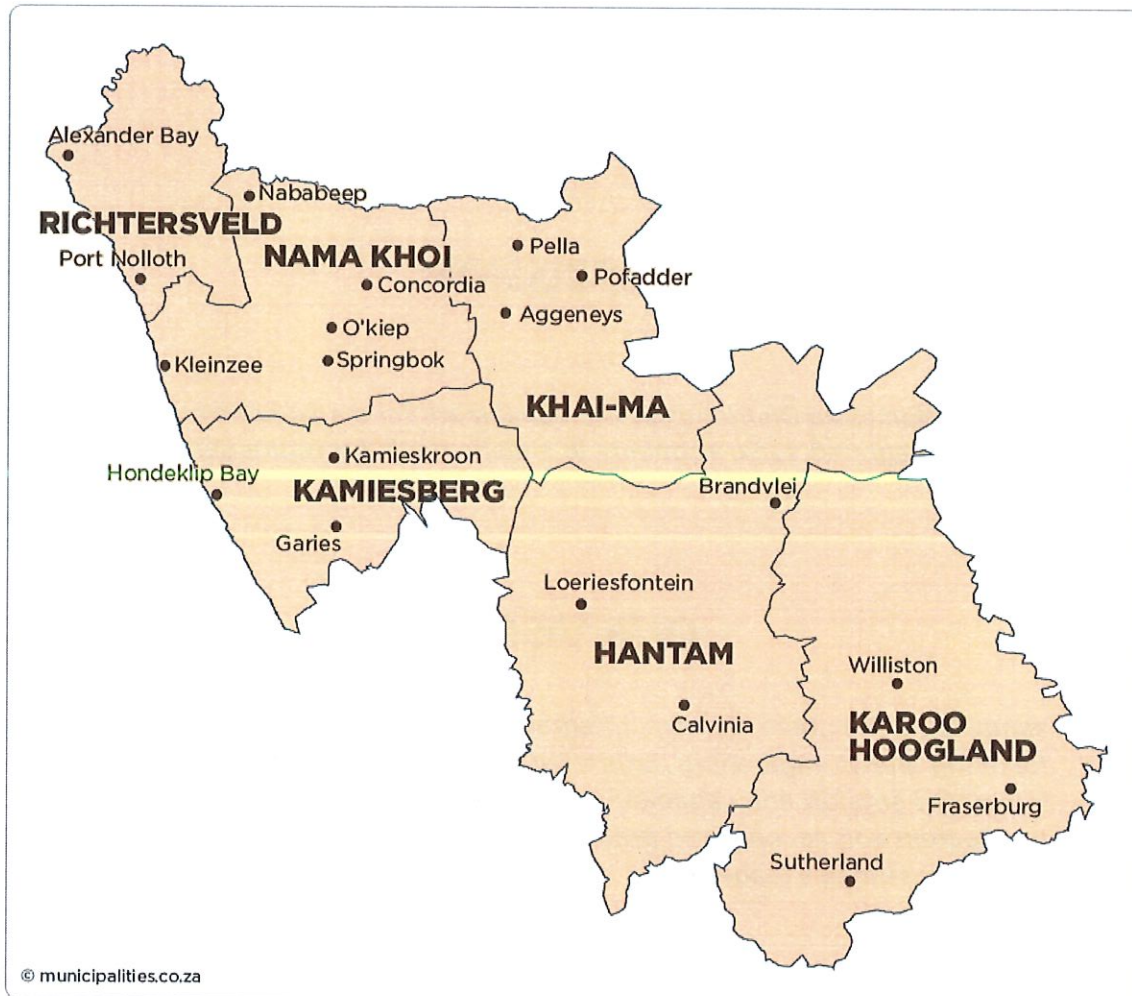 Alexander Bay
Nababeep
RICHTERSVELD
Port Nolloth
NAMA KHOI
Concordia
O'kiep
Springbok
Kleinzee
Pella
Pofadder
Aggeneys
KHAI-MA
Kamieskroon
Hondeklip Bay
KAMIESBERG
Garies
Brandvlei
Loeriesfontein
HANTAM
Calvinia
Williston
KAROO
HOOGLAND
Fraserburg
Sutherland
© municipalities.co.za